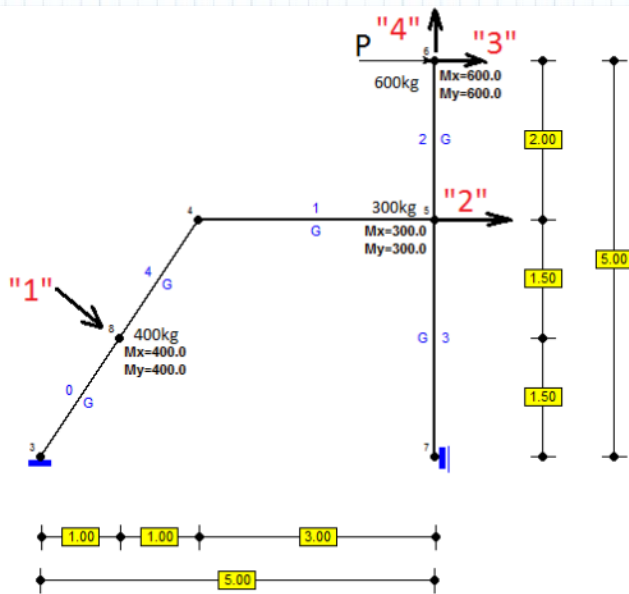 "4"
"3"
P
6
600kg
Mx=600.0
My=600.0
2 G
2.00
1
300kg
5
"2"
4
G
Mx=300.0
My=300.0
5.00
4
G
"1"
1.50
8
400kg
G 3
Mx=400.0
My=400.0
0
G
1.50
3
7
1.00
1.00
3.00
5.00